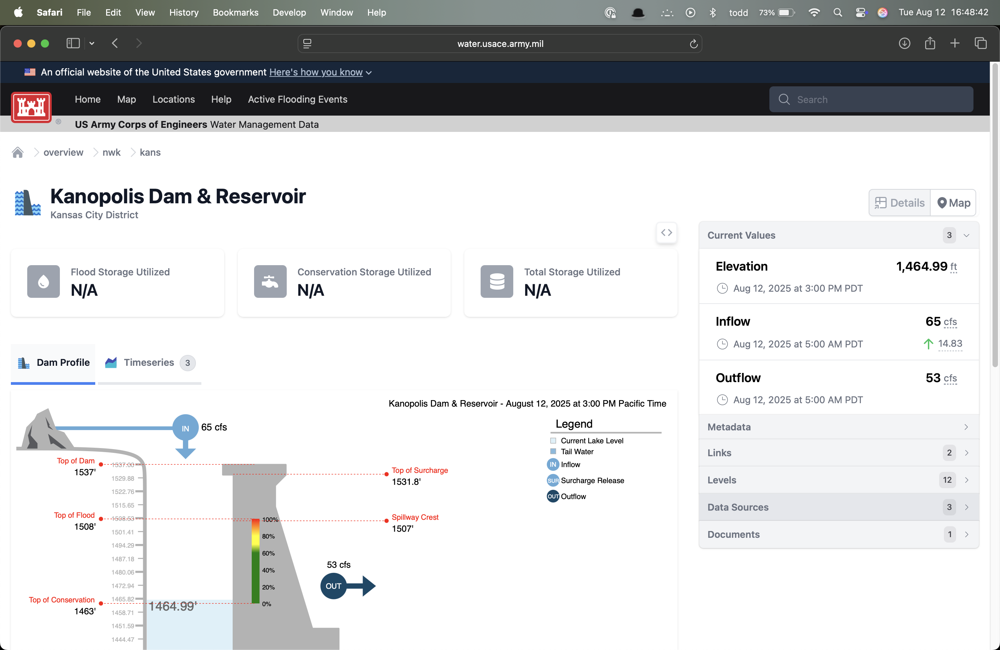 Safari File Edit View History Bookmarks Develop Window Help todd 73% Tue Aug 12 16:48:42
water.usace.army.mil
An official website of the United States government Here's how you know
Home Map Locations Help Active Flooding Events Search
®
US Army Corps of Engineers Water Management Data
overview nwk kans
Kanopolis Dam & Reservoir
Kansas City District
Details Map
Flood Storage Utilized
N/A
Conservation Storage Utilized
N/A
Total Storage Utilized
N/A
Dam Profile Timeseries 3
Kanopolis Dam & Reservoir - August 12, 2025 at 3:00 PM Pacific Time
IN 65 cfs
Legend
Current Lake Level
Tail Water
IN Inflow
SUR Surcharge Release
OUT Outflow
Top of Dam
1537'
Top of Flood
1508'
Top of Conservation
1463'
1537.00
1529.88
1522.76
1515.65
1508.53
1501.41
1494.29
1487.18
1480.06
1472.94
1465.82
1458.71
1451.59
1444.47
1464.99'
Top of Surcharge
1531.8'
Spillway Crest
1507'
100%
80%
60%
40%
20%
0%
53 cfs
OUT
Current Values 3
Elevation 1,464.99 ft
Aug 12, 2025 at 3:00 PM PDT
Inflow 65 cfs
Aug 12, 2025 at 5:00 AM PDT 14.83
Outflow 53 cfs
Aug 12, 2025 at 5:00 AM PDT
Metadata
Links 2
Levels 12
Data Sources 3
Documents 1